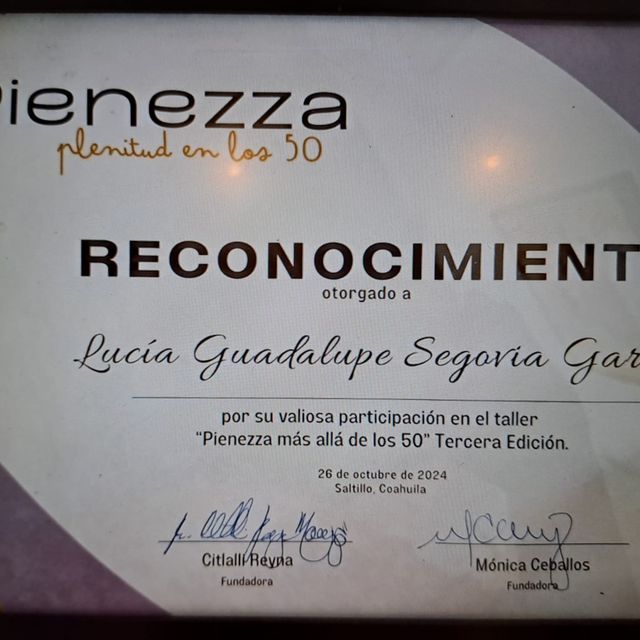 Pienezza
plenitud en los 50
RECONOCIMIENT
otorgado a
Lucía Guadalupe Segovia Gar
por su valiosa participación en el taller
"Pienezza más allá de los 50" Tercera Edición.
26 de octubre de 2024
Saltillo, Coahuila
Citlalli Reyna
Fundadora
Mónica Ceballos
Fundadora